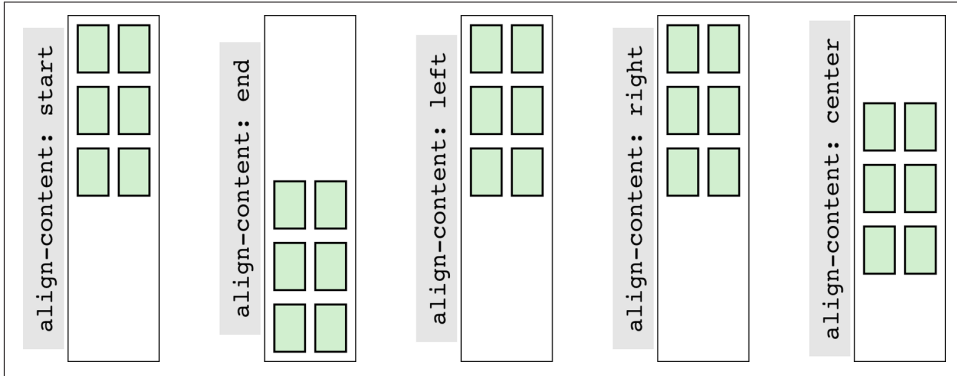 align-content: start
align-content: end
align-content: left
align-content: right
align-content: center